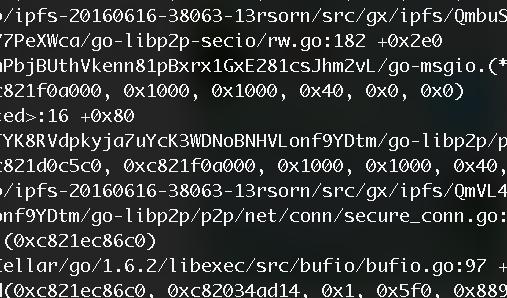 /ipfs-20160616-38063-13rsorn/src/gx/ipfs/QmbuS
77PeXWca/go-libp2p-secio/rw.go:182 +0x2e0
PbjBUthVkenn81pBxrx1GxE281csJhm2vL/go-msgio.(*
c821f0a000, 0x1000, 0x1000, 0x40, 0x0, 0x0)
ced>:16 +0x80
TYK8RVdpkyja7uYcK3WDNoBNHVLonf9YDtm/go-libp2p/p
c821d0c5c0, 0xc821f0a000, 0x1000, 0x1000, 0x40,
/ipfs-20160616-38063-13rsorn/src/gx/ipfs/QmVL4
onf9YDtm/go-libp2p/p2p/net/conn/secure_conn.go:
(0xc821ec86c0)
Cellar/go/1.6.2/libexec/src/bufio/bufio.go:97 +
d(0xc821ec86c0, 0xc82034ad14, 0x1, 0x5f0, 0x889